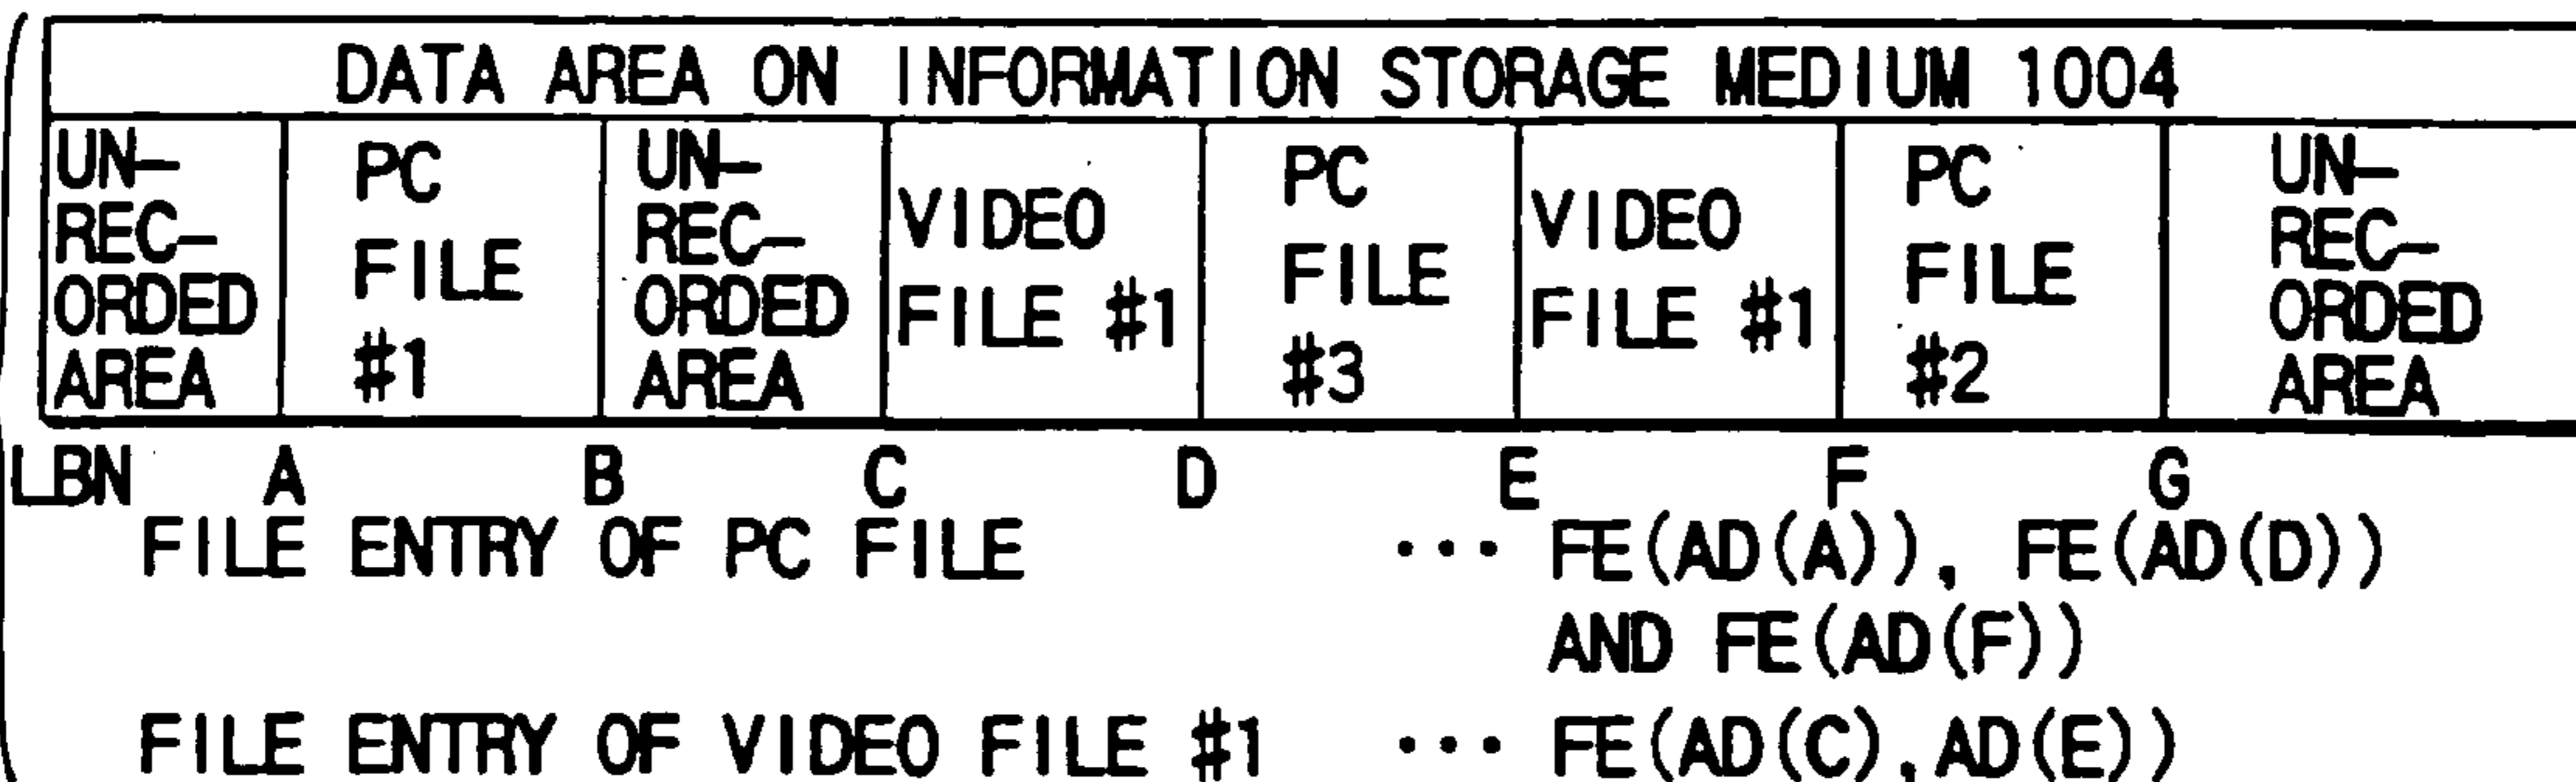 DATA AREA ON INFORMATION STORAGE MEDIUM 1004
UN-
REC-
ORDED
AREA
PC
FILE
#1
UN-
REC-
ORDED
AREA
VIDEO
FILE #1
PC
FILE
#3
VIDEO
FILE #1
PC
FILE
#2
UN-
REC-
ORDED
AREA
LBN A B C D E F G
FILE ENTRY OF PC FILE ··· FE(AD(A)), FE(AD(D))
AND FE(AD(F))
FILE ENTRY OF VIDEO FILE #1 ··· FE(AD(C),AD(E))